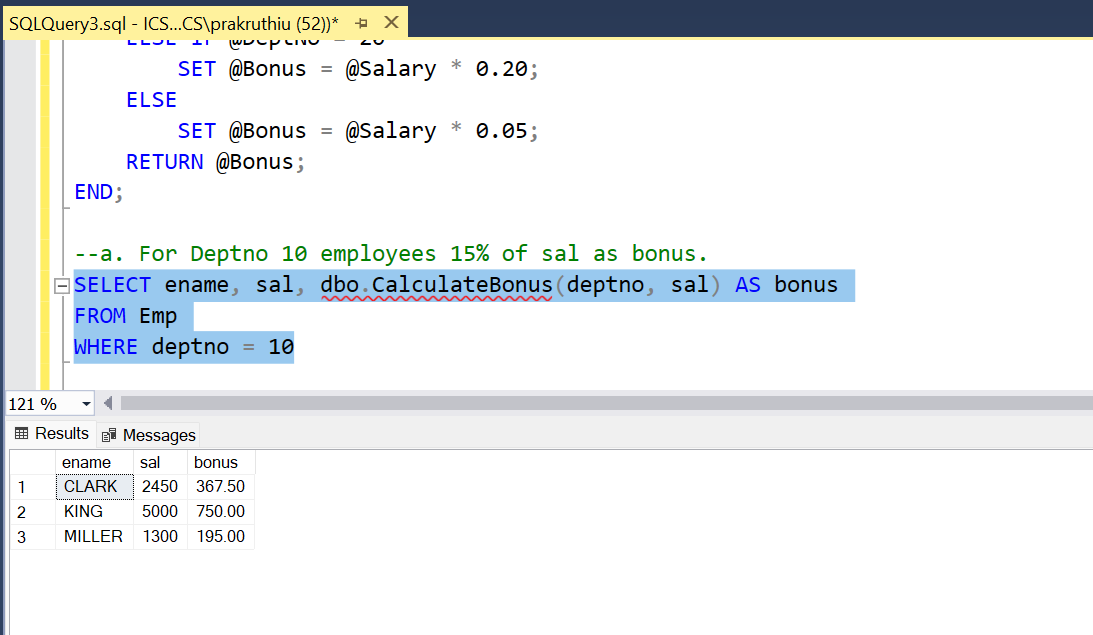 SQLQuery3.sql - ICS...CS\prakruthiu (52))*
ELSE IF @DeptNo = 20
SET @Bonus = @Salary * 0.20;
ELSE
SET @Bonus = @Salary * 0.05;
RETURN @Bonus;
END;
--a. For Deptno 10 employees 15% of sal as bonus.
SELECT ename, sal, dbo.CalculateBonus(deptno, sal) AS bonus
FROM Emp
WHERE deptno = 10
121 %
Results Messages
ename sal bonus
1 CLARK 2450 367.50
2 KING 5000 750.00
3 MILLER 1300 195.00